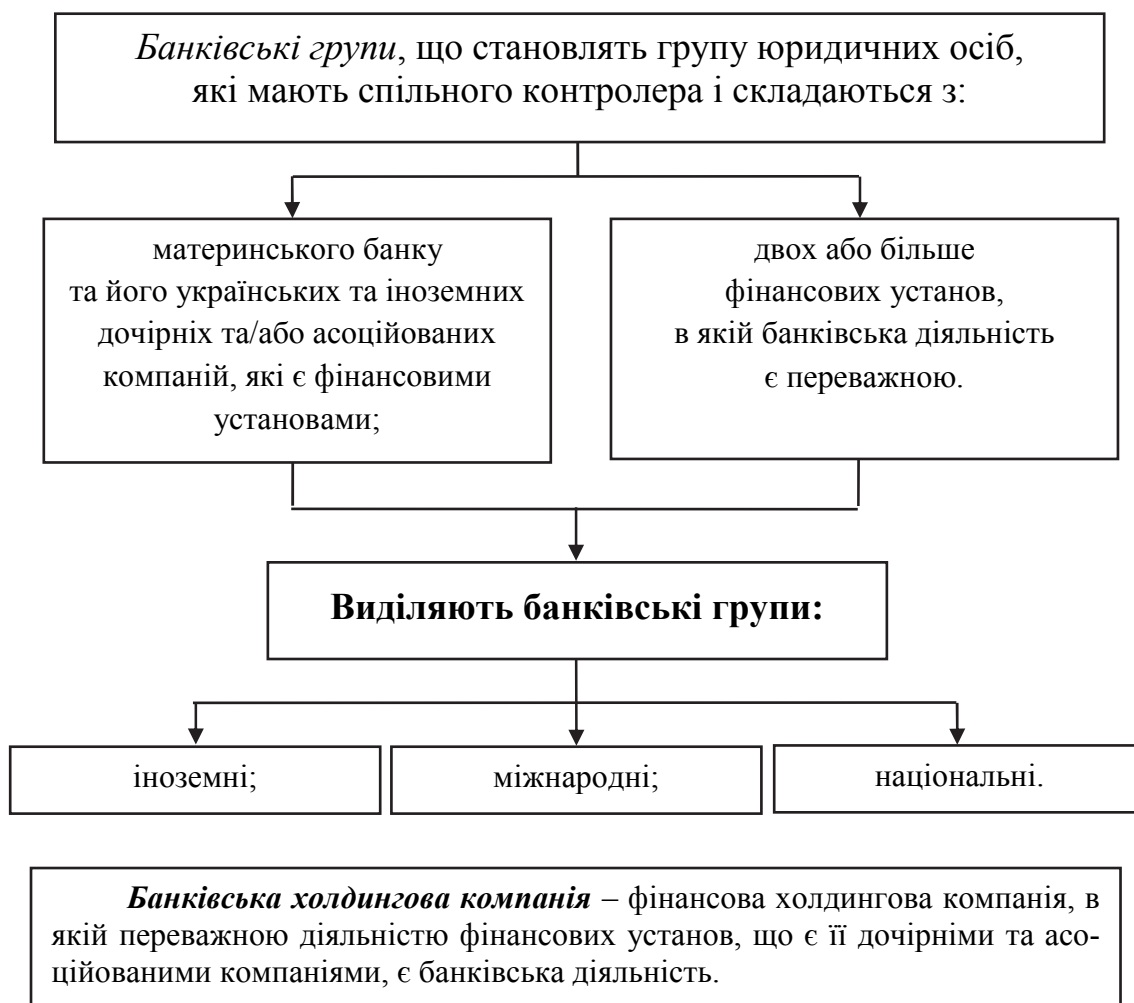 Банківські групи, що становлять групу юридичних осіб,
які мають спільного контролера і складаються з:
материнського банку
та його українських та іноземних
дочірніх та/або асоційованих
компаній, які є фінансовими
установами;
двох або більше
фінансових установ,
в якій банківська діяльність
є переважною.
Виділяють банківські групи:
іноземні;
міжнародні;
національні.
Банківська холдингова компанія – фінансова холдингова компанія, в
якій переважною діяльністю фінансових установ, що є її дочірніми та асо-
ційованими компаніями, є банківська діяльність.